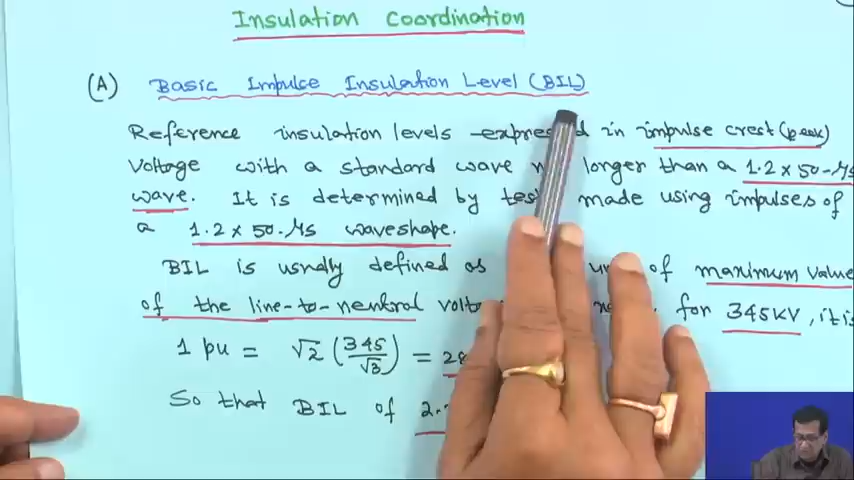 Insulation Coordination
(A) Basic Impulse Insulation Level (BIL)
Reference insulation levels in impulse crest (peak)
Voltage with a standard wave longer than a 1.2 x 50-μs
wave. It is determined by made using impulses of
a 1.2 x 50-μs waveshape.
BIL is usually defined as of maximum value
of the line-to-neutral for 345KV, it is
1 pu = √2 (345/√3) =
So that BIL of